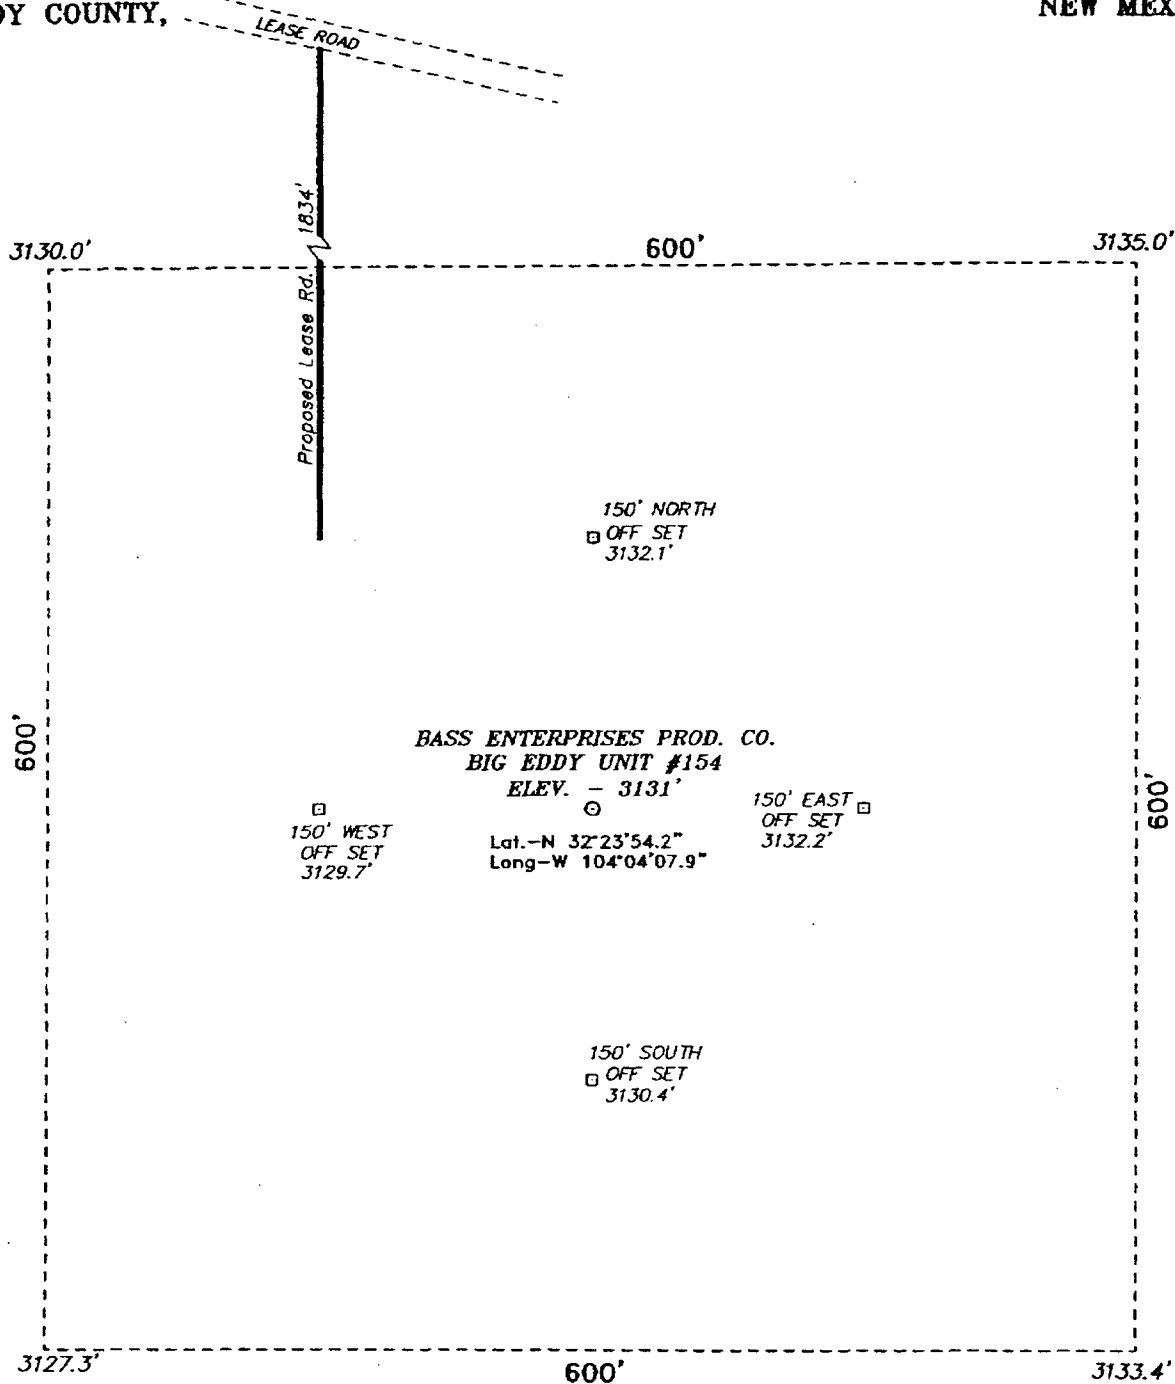 DY COUNTY,
NEW MEX
LEASE ROAD
Proposed Lease Rd. 1834'
3130.0'
600'
3135.0'
150' NORTH
OFF SET
3132.1'
600'
BASS ENTERPRISES PROD. CO.
BIG EDDY UNIT #154
ELEV. - 3131'
Lat.-N 32°23'54.2"
Long-W 104°04'07.9"
150' WEST
OFF SET
3129.7'
150' EAST
OFF SET
3132.2'
600'
150' SOUTH
OFF SET
3130.4'
3127.3'
600'
3133.4'